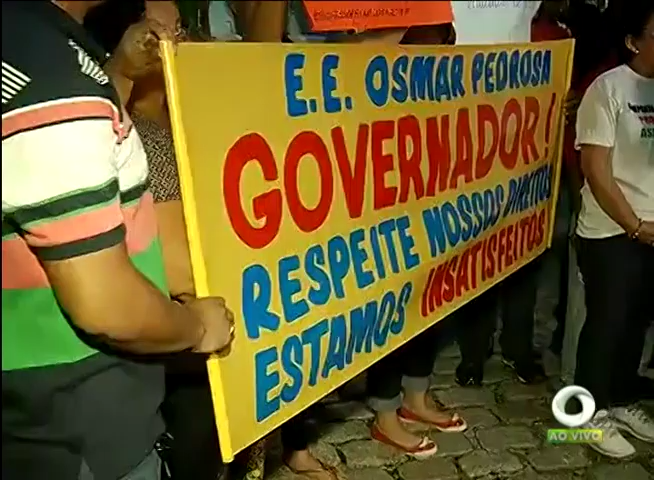 E.E. OSMAR PEDROSA
GOVERNADOR!
RESPEITE NOSSOS DIREITOS
ESTAMOS INSATISFEITOS
AO VIVO